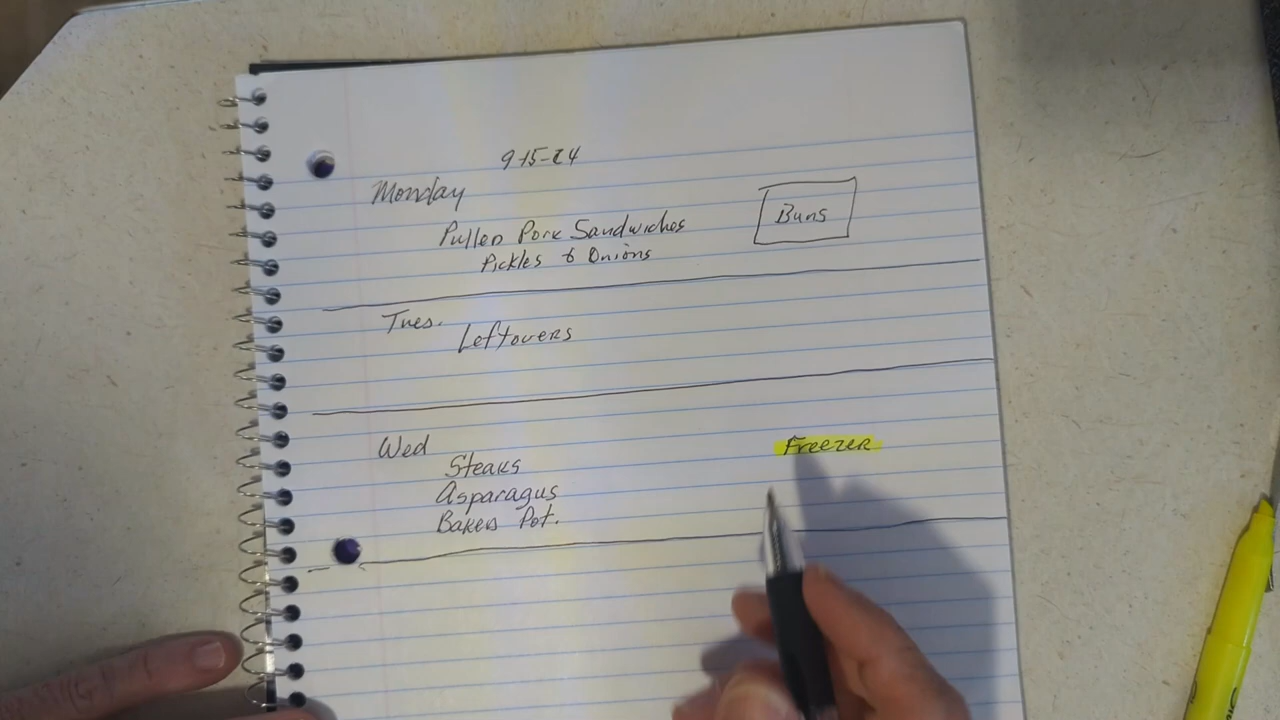 9-15-24
Monday
Pulled Pork Sandwiches
Buns
Pickles & Onions
Tues.
Leftovers
Wed
Freezer
Steaks
Asparagus
Baked Pot.